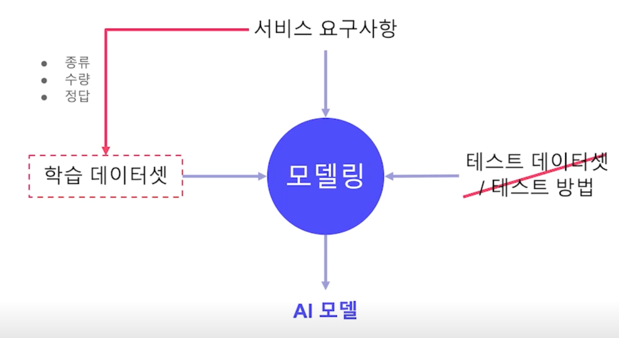 서비스 요구사항
● 종류
● 수량
● 정답
학습 데이터셋
모델링
테스트 데이터셋
/ 테스트 방법
AI 모델